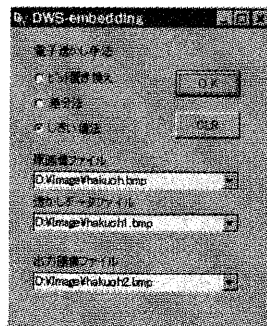 DWS-embedding
電子透かし手法
ビット置き換え
O K
差分法
しきい値法
CLR
原画像ファイル
D:¥Image¥hakuoh.bmp
透かしデータファイル
D:¥Image¥hakuoh1.bmp
出力画像ファイル
D:¥Image¥hakuoh2.bmp